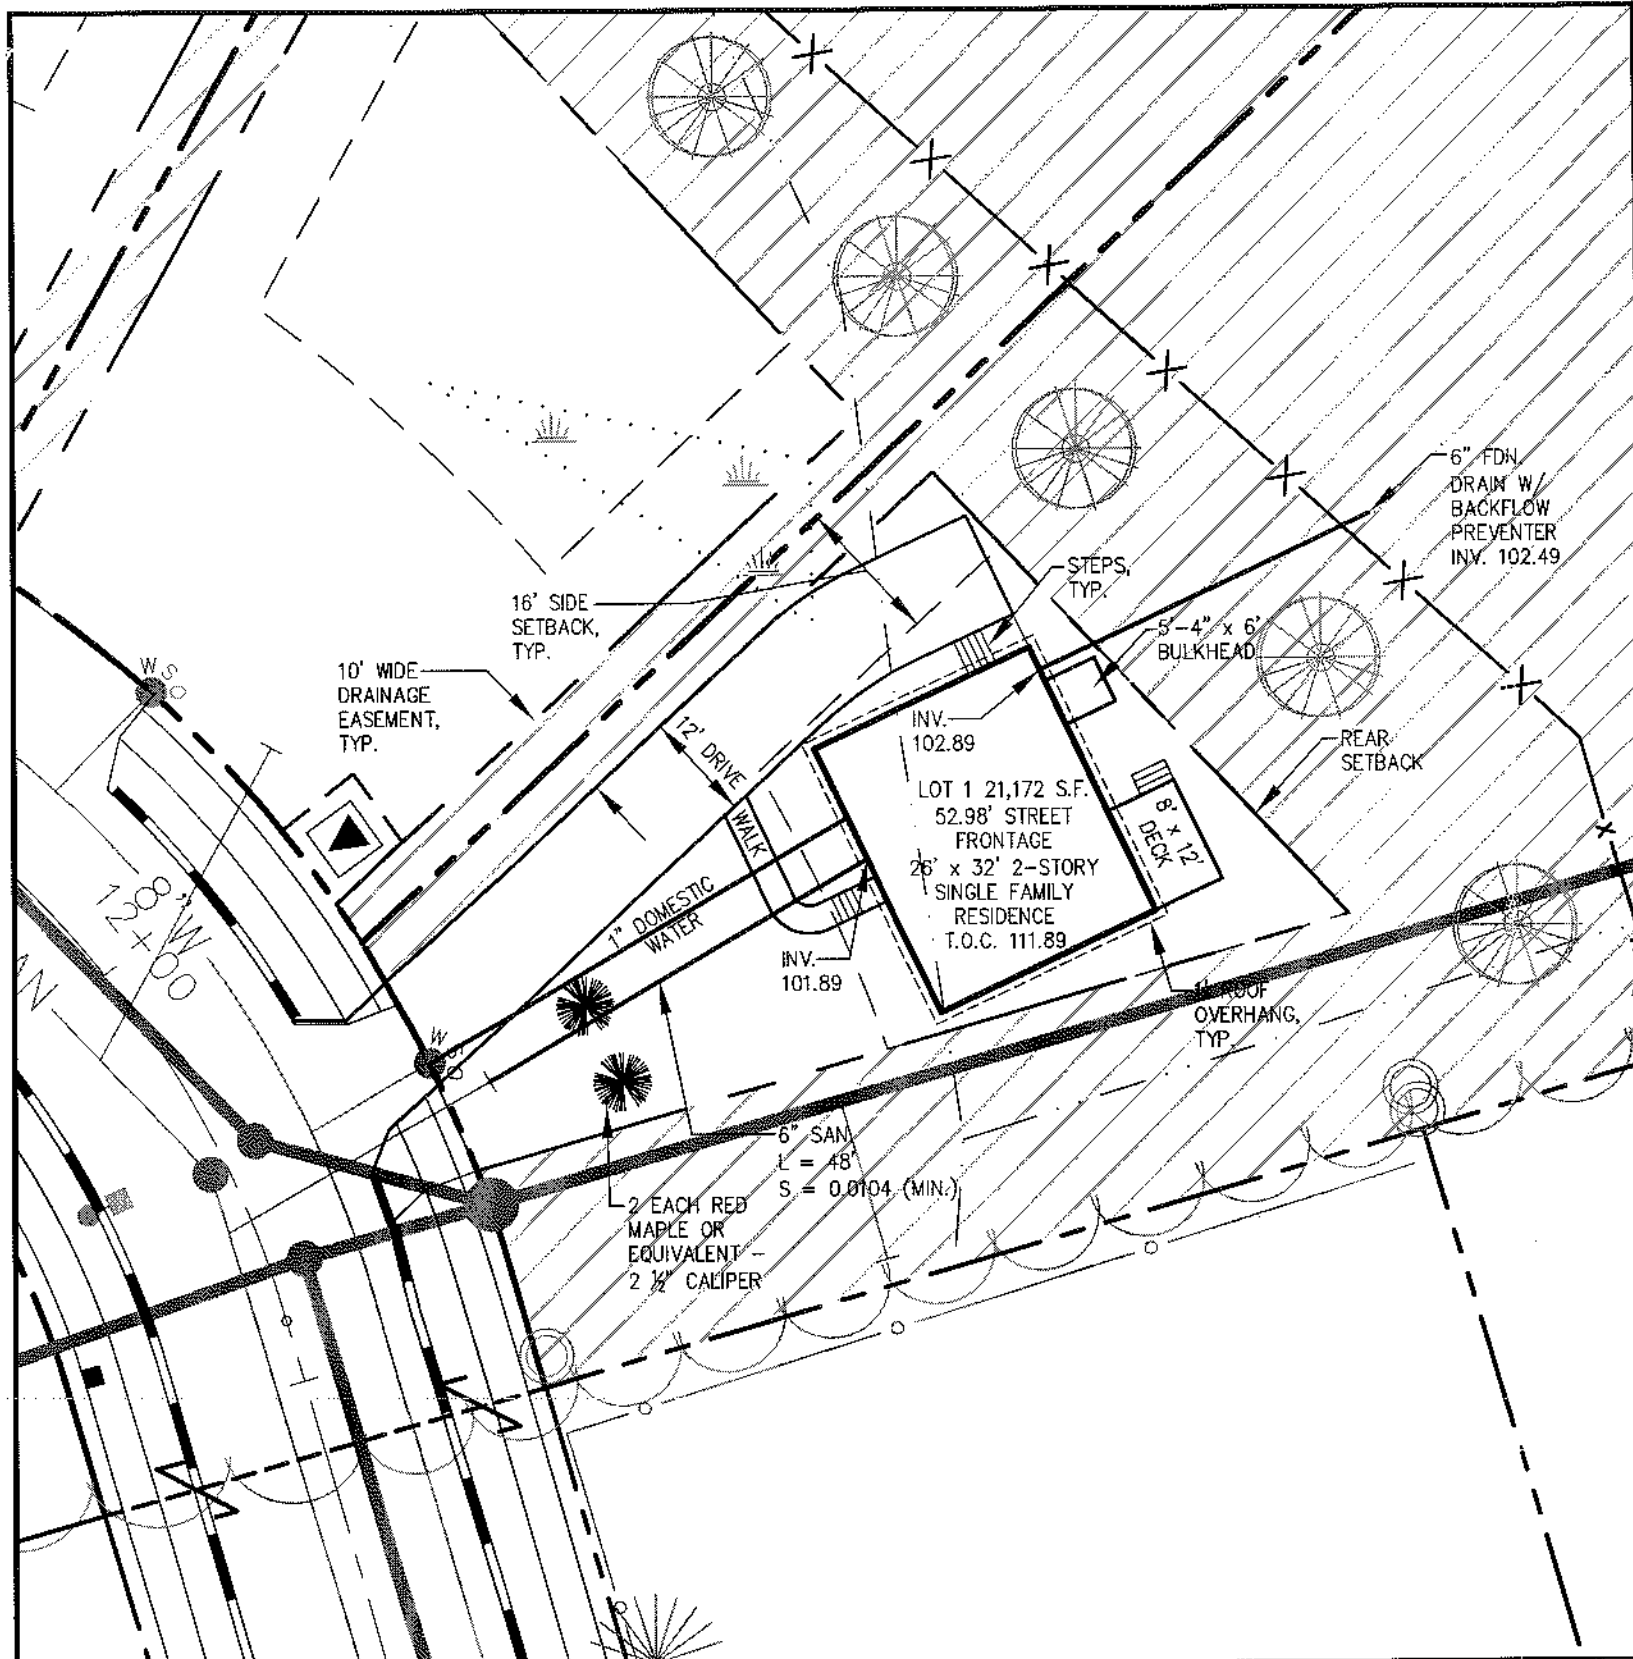 6" FDN.
DRAIN W/
BACKFLOW
PREVENTER
INV. 102.49
STEPS,
TYP.
16' SIDE
SETBACK,
TYP.
5'-4" x 6'
BULKHEAD
10' WIDE
DRAINAGE
EASEMENT,
TYP.
W
S
12' DRIVE
INV.
102.89
REAR
SETBACK
WALK
LOT 1 21,172 S.F.
52.98' STREET
FRONTAGE
26' x 32' 2-STORY
SINGLE FAMILY
RESIDENCE
T.O.C. 111.89
8' x 12'
DECK
8"W
12+00
1" DOMESTIC
WATER
INV.
101.89
1' ROOF
OVERHANG,
TYP.
W
6" SAN
L = 48'
S = 0.0104 (MIN.)
2 EACH RED
MAPLE OR
EQUIVALENT -
2 ½" CALIPER